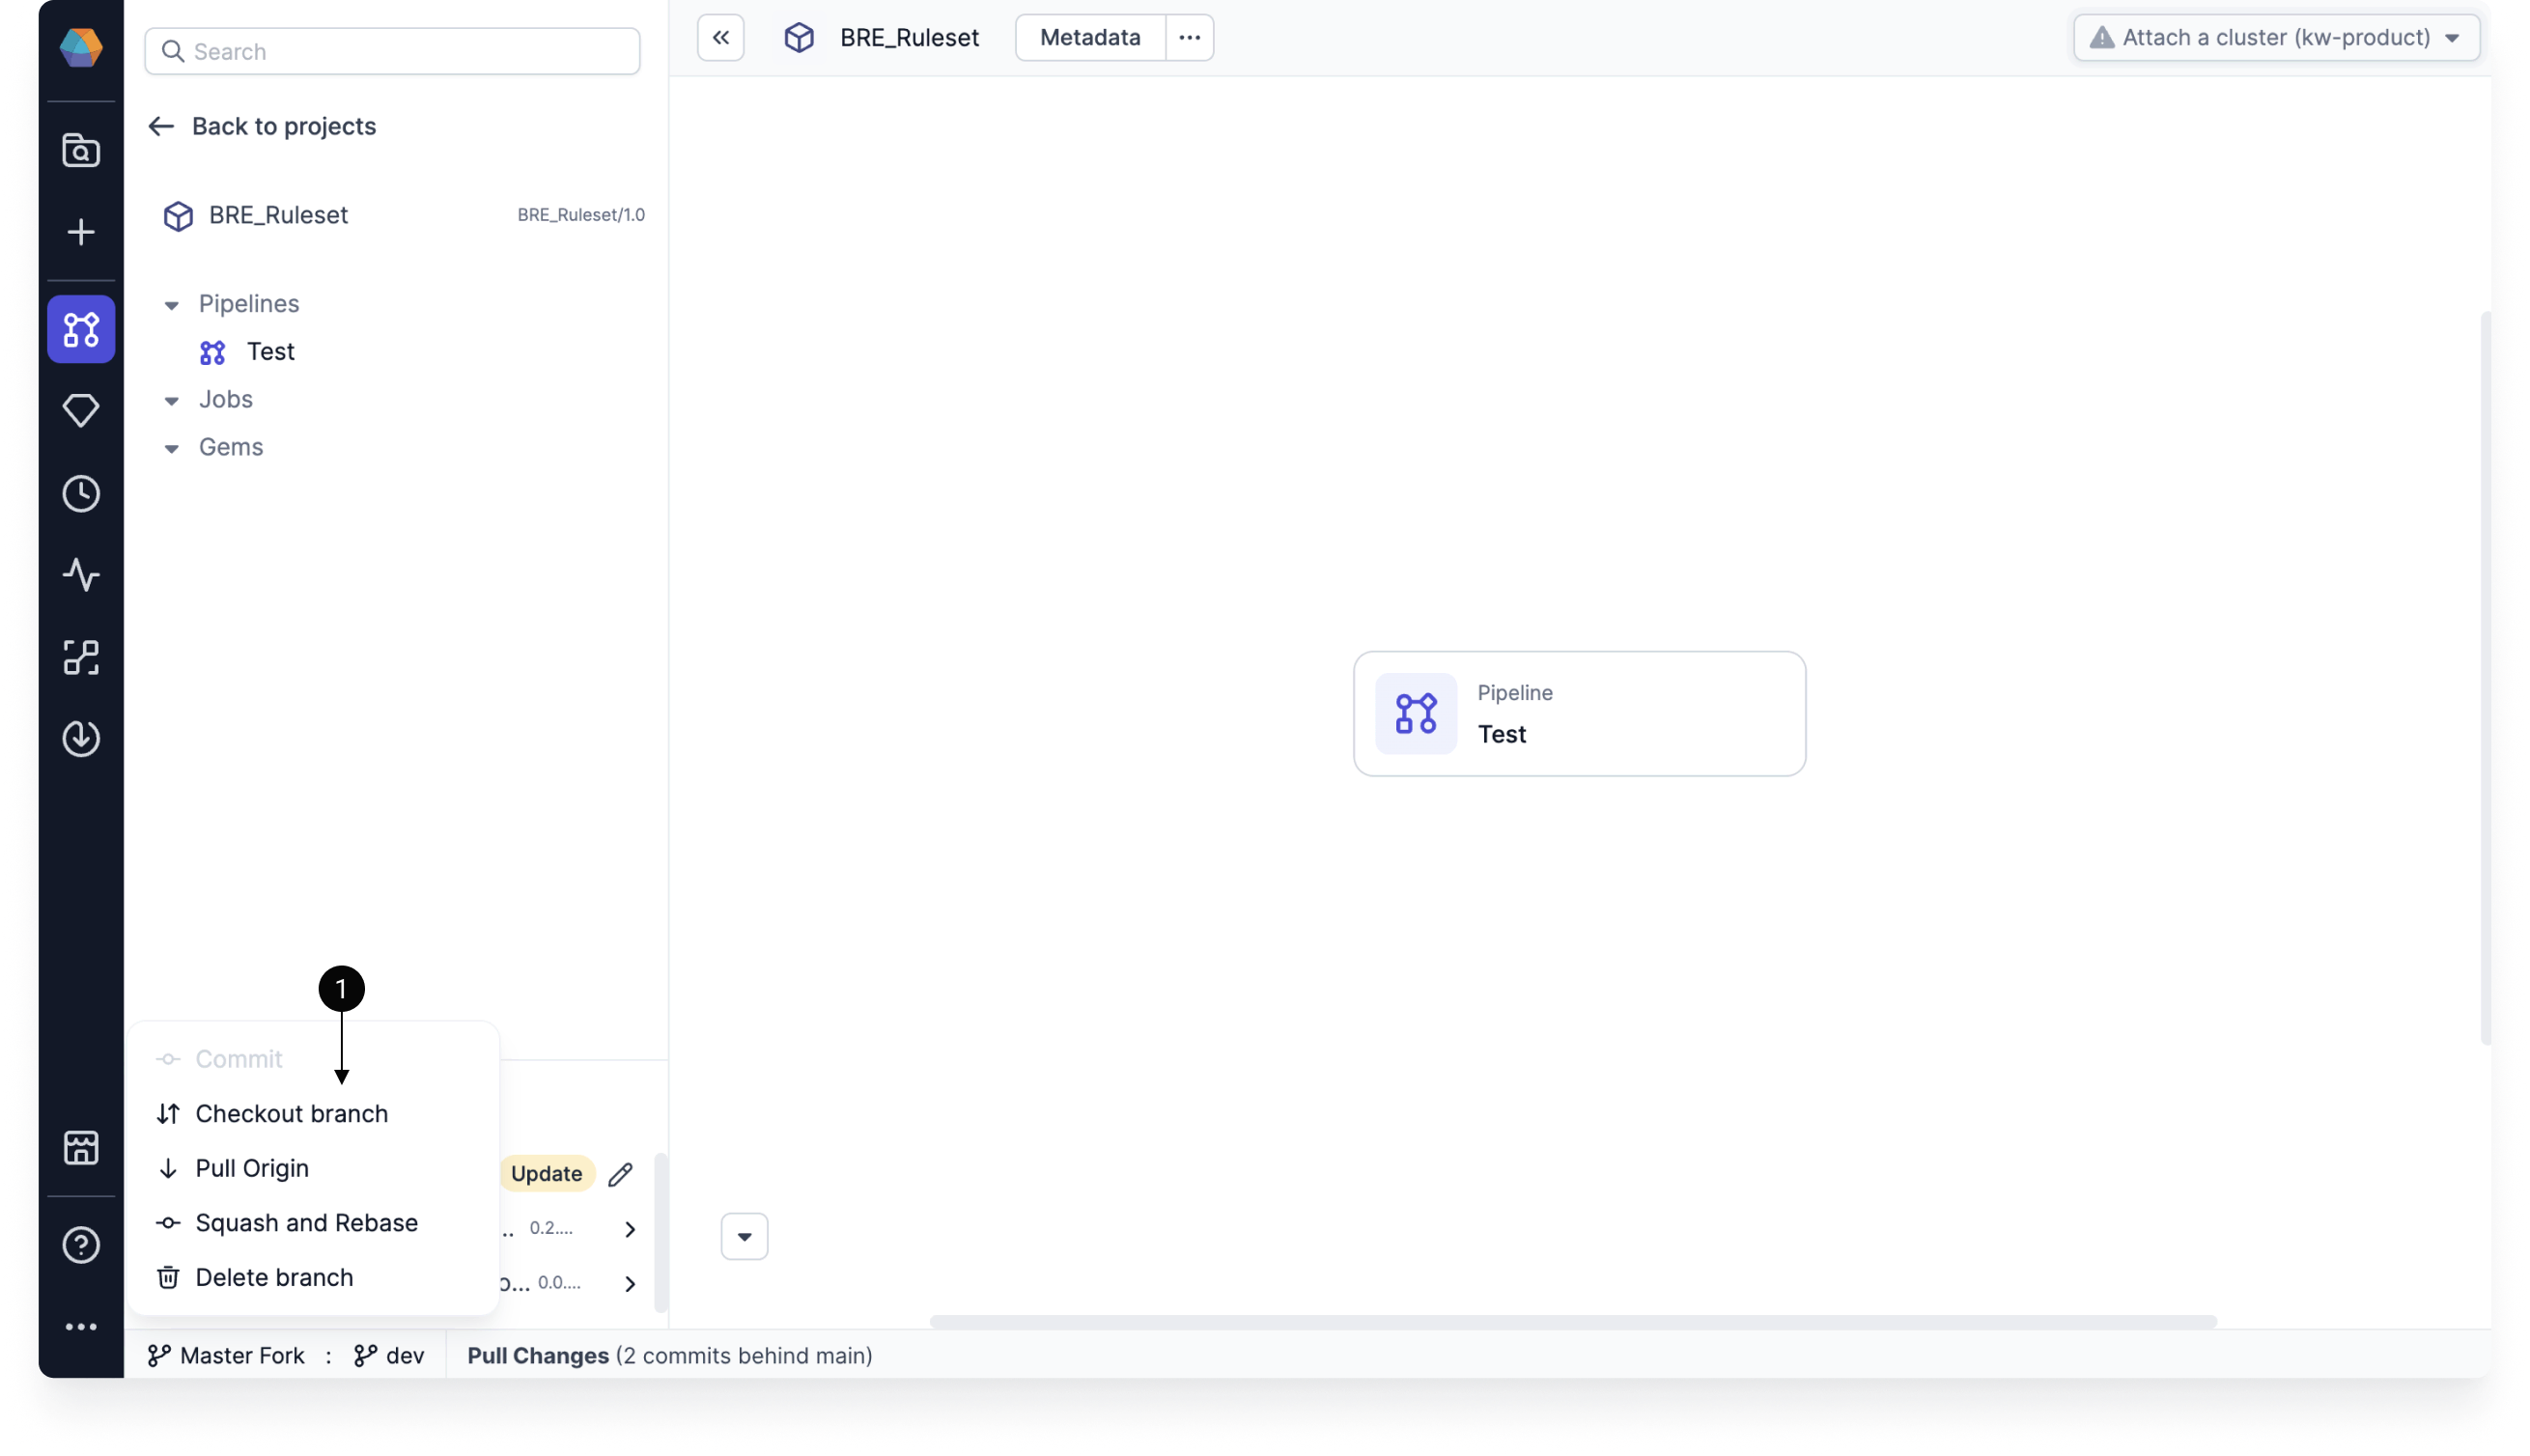 Search
BRE_Ruleset
Metadata
Attach a cluster (kw-product)
Back to projects
BRE_Ruleset BRE_Ruleset/1.0
Pipelines
Test
Jobs
Gems
Pipeline
Test
1
Commit
Checkout branch
Pull Origin
Squash and Rebase
Delete branch
Update
.. 0.2....
o... 0.0....
Master Fork : dev
Pull Changes (2 commits behind main)